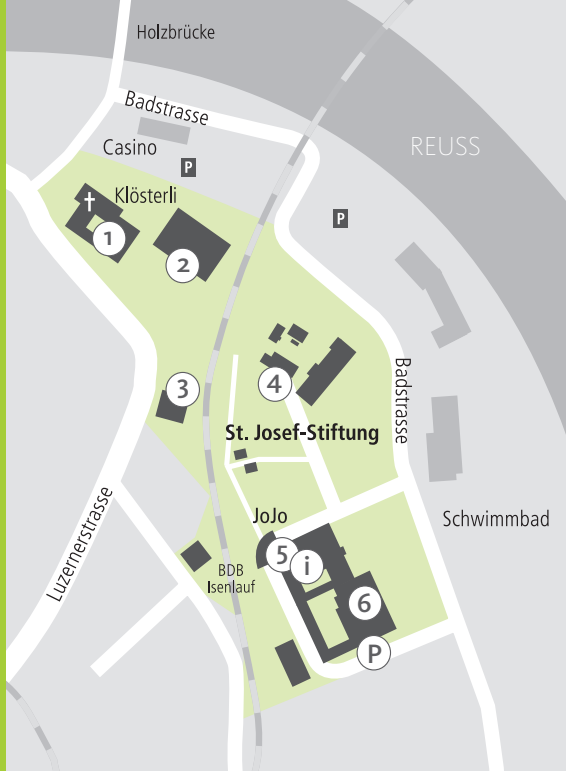 Holzbrücke
Badstrasse
REUSS
Casino
P
Klösterli
1
2
P
3
4
Badstrasse
St. Josef-Stiftung
Luzernerstrasse
JoJo
Schwimmbad
5
i
BDB
Isenlauf
6
P